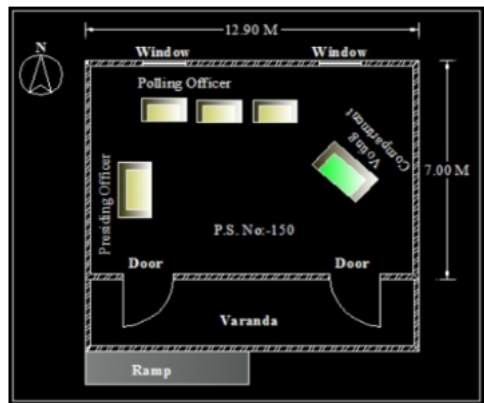 12.90 M
N
Window
Window
Polling Officer
Voting
Compartment
7.00 M
Presiding Officer
P.S. No:-150
Door
Door
Varanda
Ramp